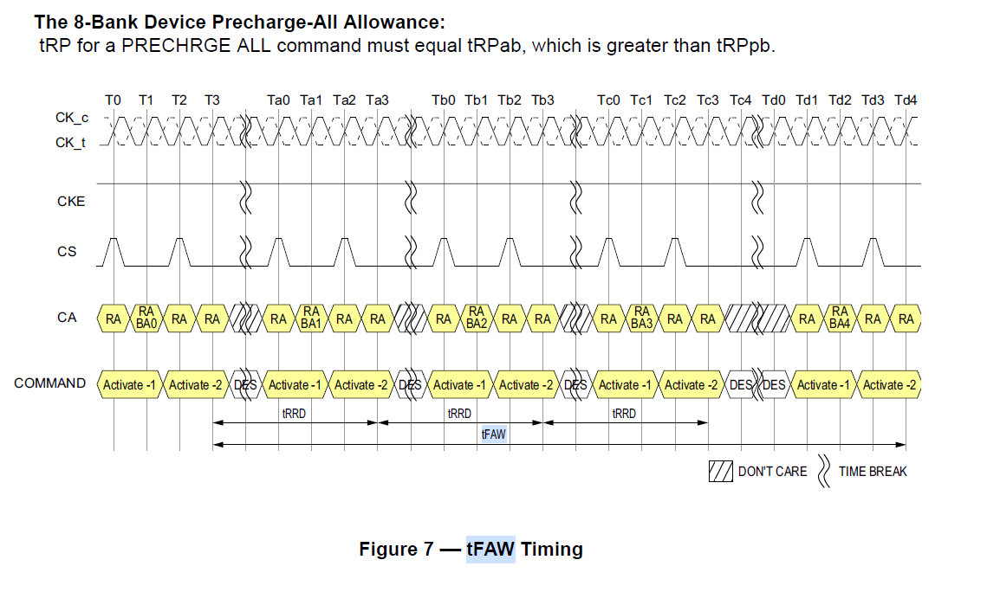 The 8-Bank Device Precharge-All Allowance:
tRP for a PRECHRGE ALL command must equal tRPab, which is greater than tRPpb.
T0 T1 T2 T3 Ta0 Ta1 Ta2 Ta3 Tb0 Tb1 Tb2 Tb3 Tc0 Tc1 Tc2 Tc3 Tc4 Td0 Td1 Td2 Td3 Td4
CK_c
CK_t
CKE
CS
CA RA RA BA0 RA RA RA RA BA1 RA RA RA RA BA2 RA RA RA RA BA3 RA RA RA RA BA4 RA RA
COMMAND Activate -1 Activate -2 DES Activate -1 Activate -2 DES Activate -1 Activate -2 DES Activate -1 Activate -2 DES DES Activate -1 Activate -2
tRRD tRRD tRRD
tFAW
DON'T CARE TIME BREAK
Figure 7 — tFAW Timing